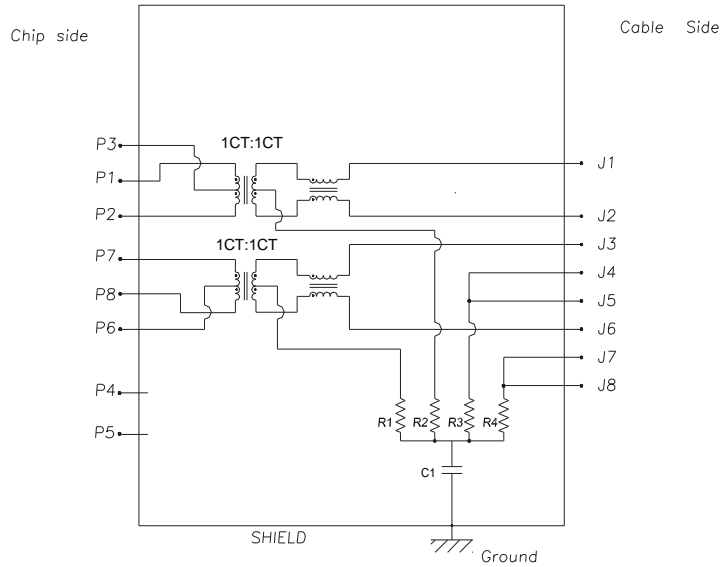 Chip side
Cable Side
P3
1CT:1CT
P1
J1
P2
J2
1CT:1CT
J3
P7
J4
P8
J5
P6
J6
J7
J8
P4
R1
R2
R3
R4
P5
C1
SHIELD
Ground